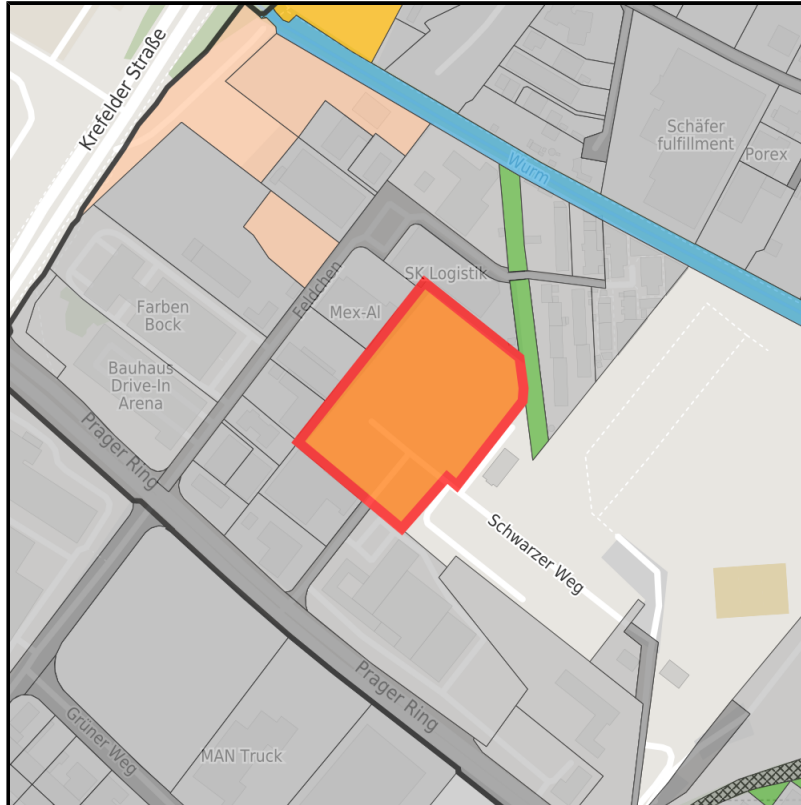 Krefelder Straße
Wurm
Schäfer
fulfillment
Porex
SK Logistik
Feldchen
Mex-Al
Farben
Bock
Bauhaus
Drive-In
Arena
Prager Ring
Schwarzer Weg
Prager Ring
Grüner Weg
MAN Truck